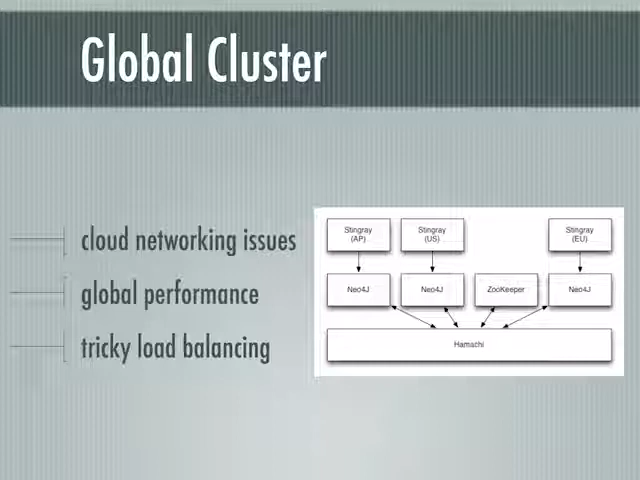 Global Cluster
cloud networking issues
global performance
tricky load balancing
Stingray
(AP)
Stingray
(US)
Stingray
(EU)
Neo4J
Neo4J
ZooKeeper
Neo4J
Hamachi